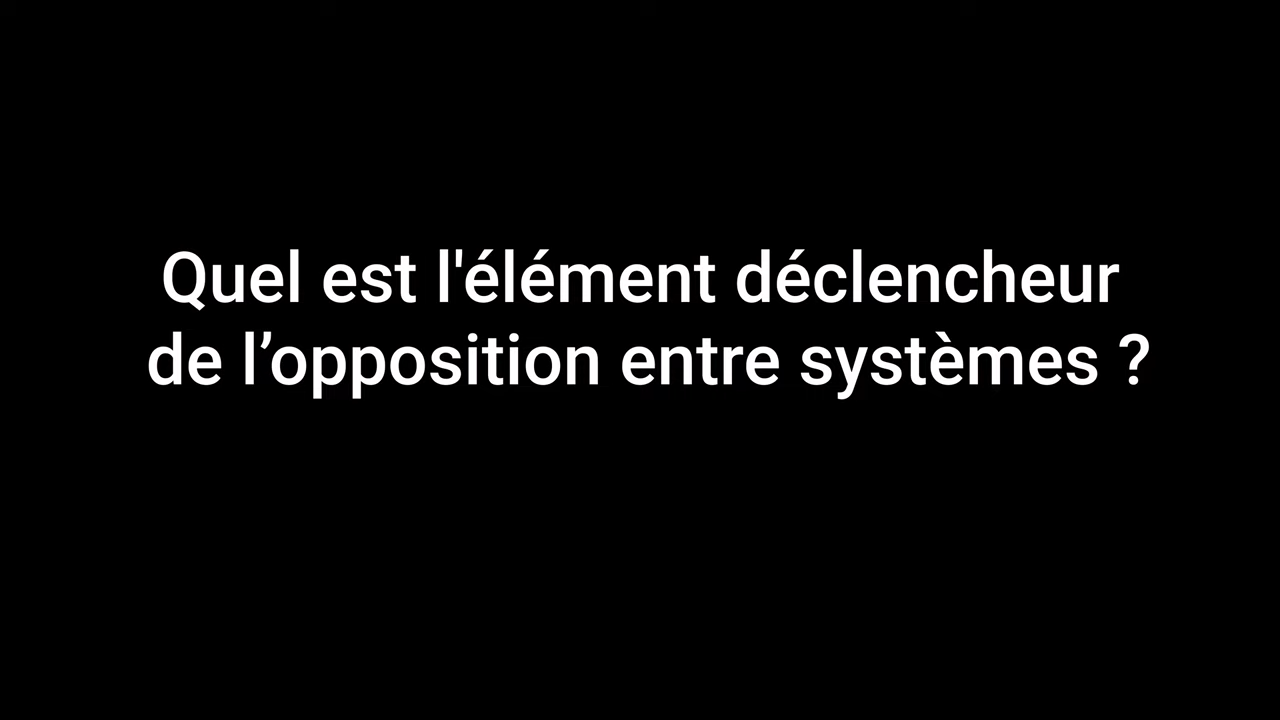 Quel est l'élément déclencheur
de l’opposition entre systèmes ?